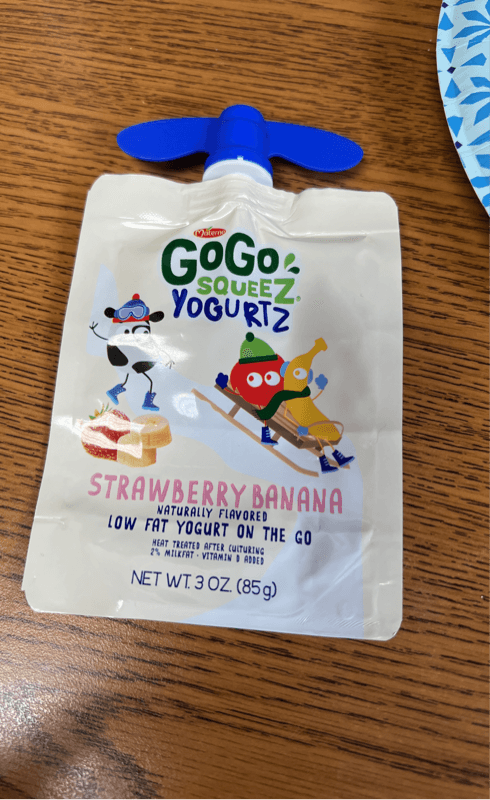 Materne
GoGo
SQUEEZ®
YOGURTZ
STRAWBERRY BANANA
NATURALLY FLAVORED
LOW FAT YOGURT ON THE GO
HEAT TREATED AFTER CULTURING
2% MILKFAT · VITAMIN D ADDED
NET WT. 3 OZ. (85g)